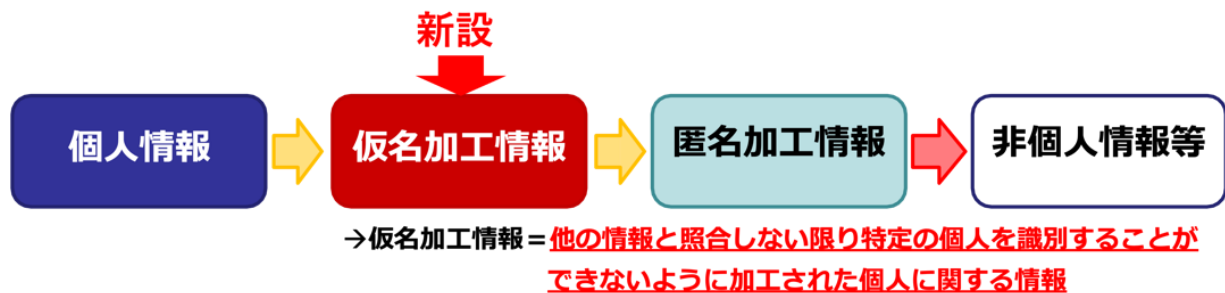 新設
個人情報
仮名加工情報
匿名加工情報
非個人情報等
→仮名加工情報＝他の情報と照合しない限り特定の個人を識別することが
できないように加工された個人に関する情報